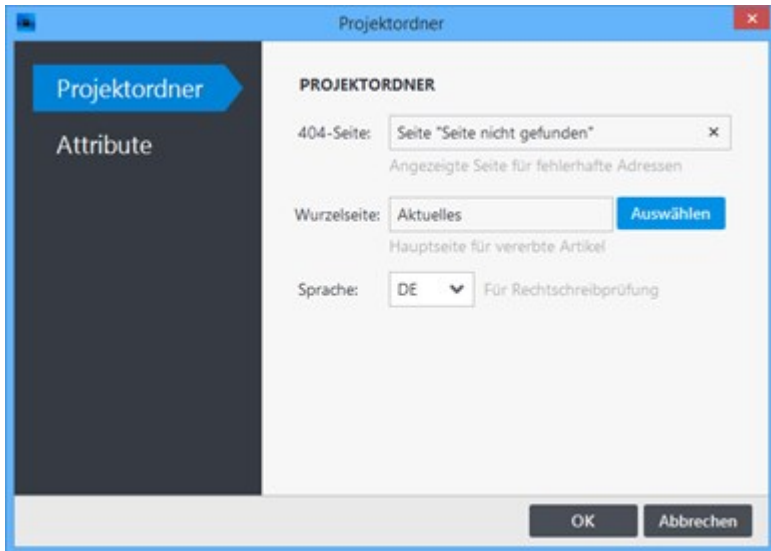 Projektordner
Projektordner
Attribute
PROJEKTORDNER
404-Seite: Seite "Seite nicht gefunden" ×
Angezeigte Seite für fehlerhafte Adressen
Wurzelseite: Aktuelles Auswählen
Hauptseite für vererbte Artikel
Sprache: DE Für Rechtschreibprüfung
OK Abbrechen